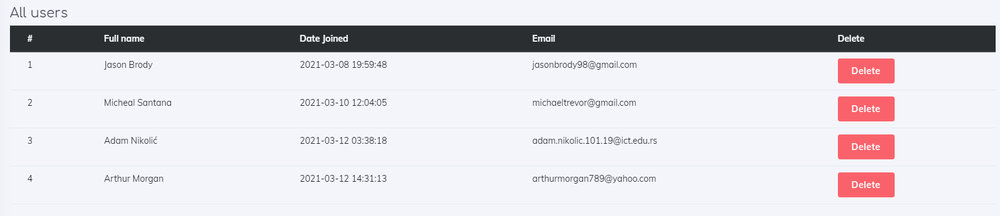 All users
# Full name Date Joined Email Delete
1 Jason Brody 2021-03-08 19:59:48 jasonbrody98@gmail.com Delete
2 Micheal Santana 2021-03-10 12:04:05 michaeltrevor@gmail.com Delete
3 Adam Nikolić 2021-03-12 03:38:18 adam.nikolic.101.19@ict.edu.rs Delete
4 Arthur Morgan 2021-03-12 14:31:13 arthurmorgan789@yahoo.com Delete